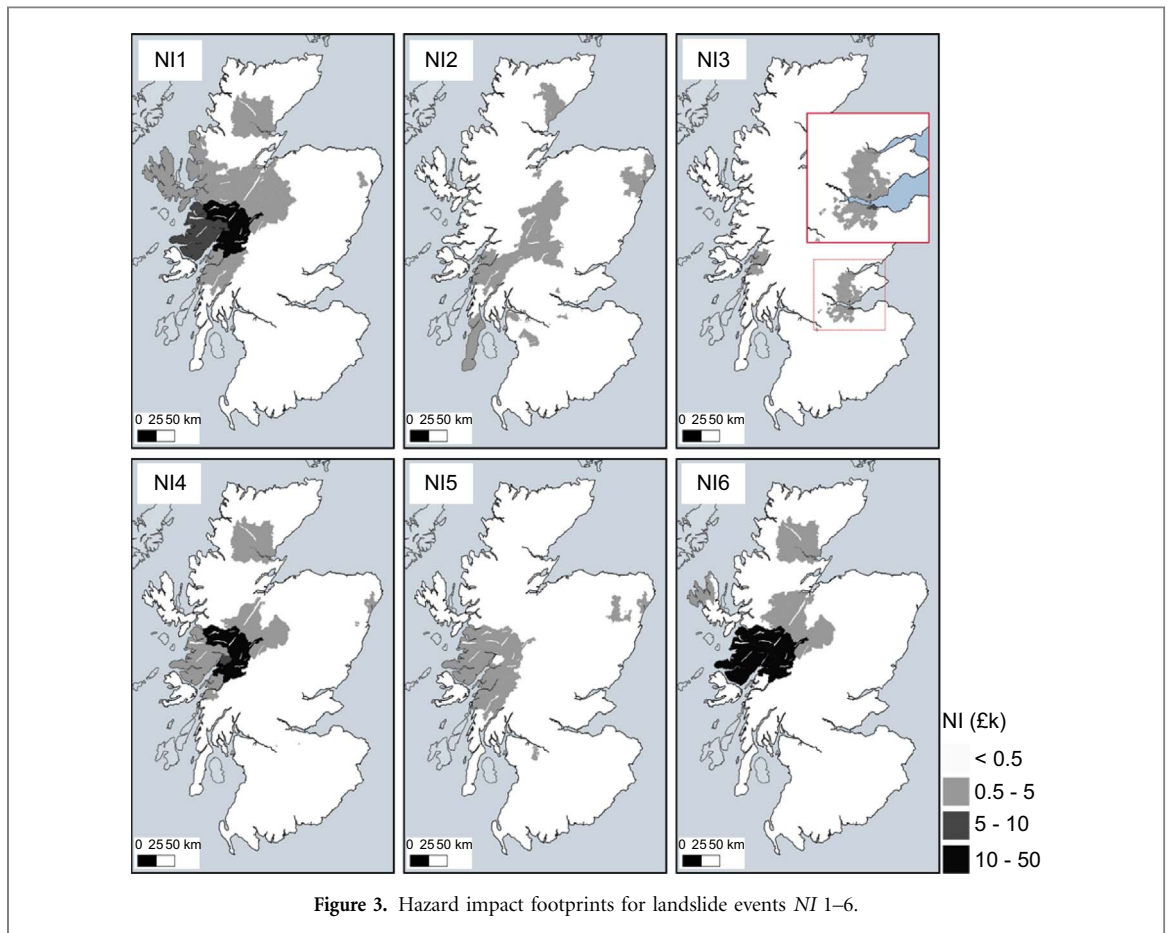 NI1
NI2
NI3
0 25 50 km
0 25 50 km
0 25 50 km
NI4
NI5
NI6
0 25 50 km
0 25 50 km
0 25 50 km
NI (£k)
< 0.5
0.5 - 5
5 - 10
10 - 50
Figure 3. Hazard impact footprints for landslide events NI 1–6.